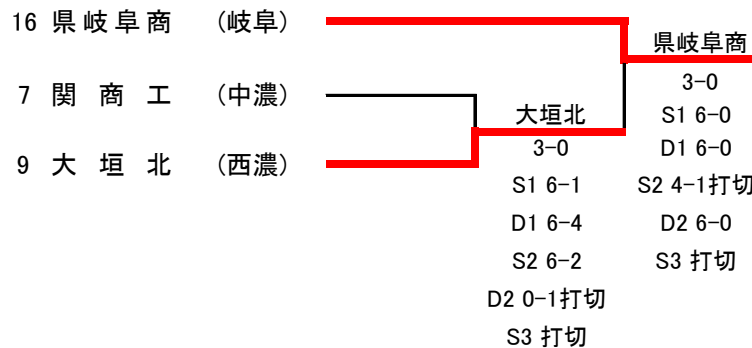 16 県岐阜商 (岐阜)
7 関商工 (中濃)
9 大垣北 (西濃)
大垣北
3-0
S1 6-1
D1 6-4
S2 6-2
D2 0-1打切
S3 打切
県岐阜商
3-0
S1 6-0
D1 6-0
S2 4-1打切
D2 6-0
S3 打切